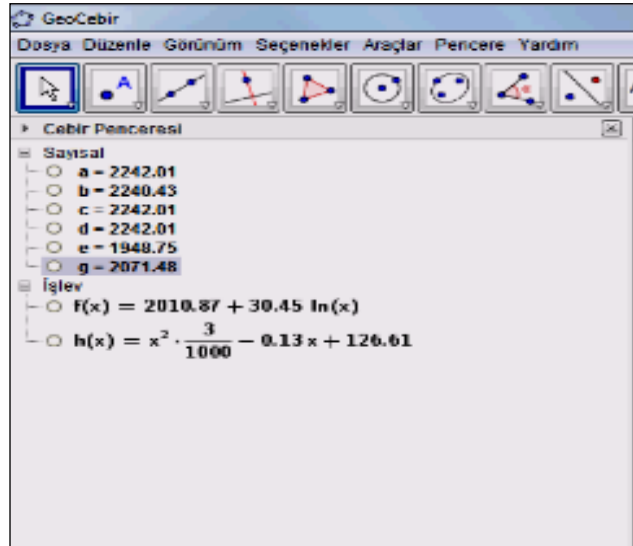 GeoCebir
Dosya Düzenle Görünüm Seçenekler Araçlar Pencere Yardım
A
Cebir Penceresi
Sayısal
a = 2242.01
b = 2240.43
c = 2242.01
d = 2242.01
e = 1948.75
g = 2071.48
İşlev
f(x) = 2010.87 + 30.45 ln(x)
h(x) = x² · 3/1000 − 0.13 x + 126.61